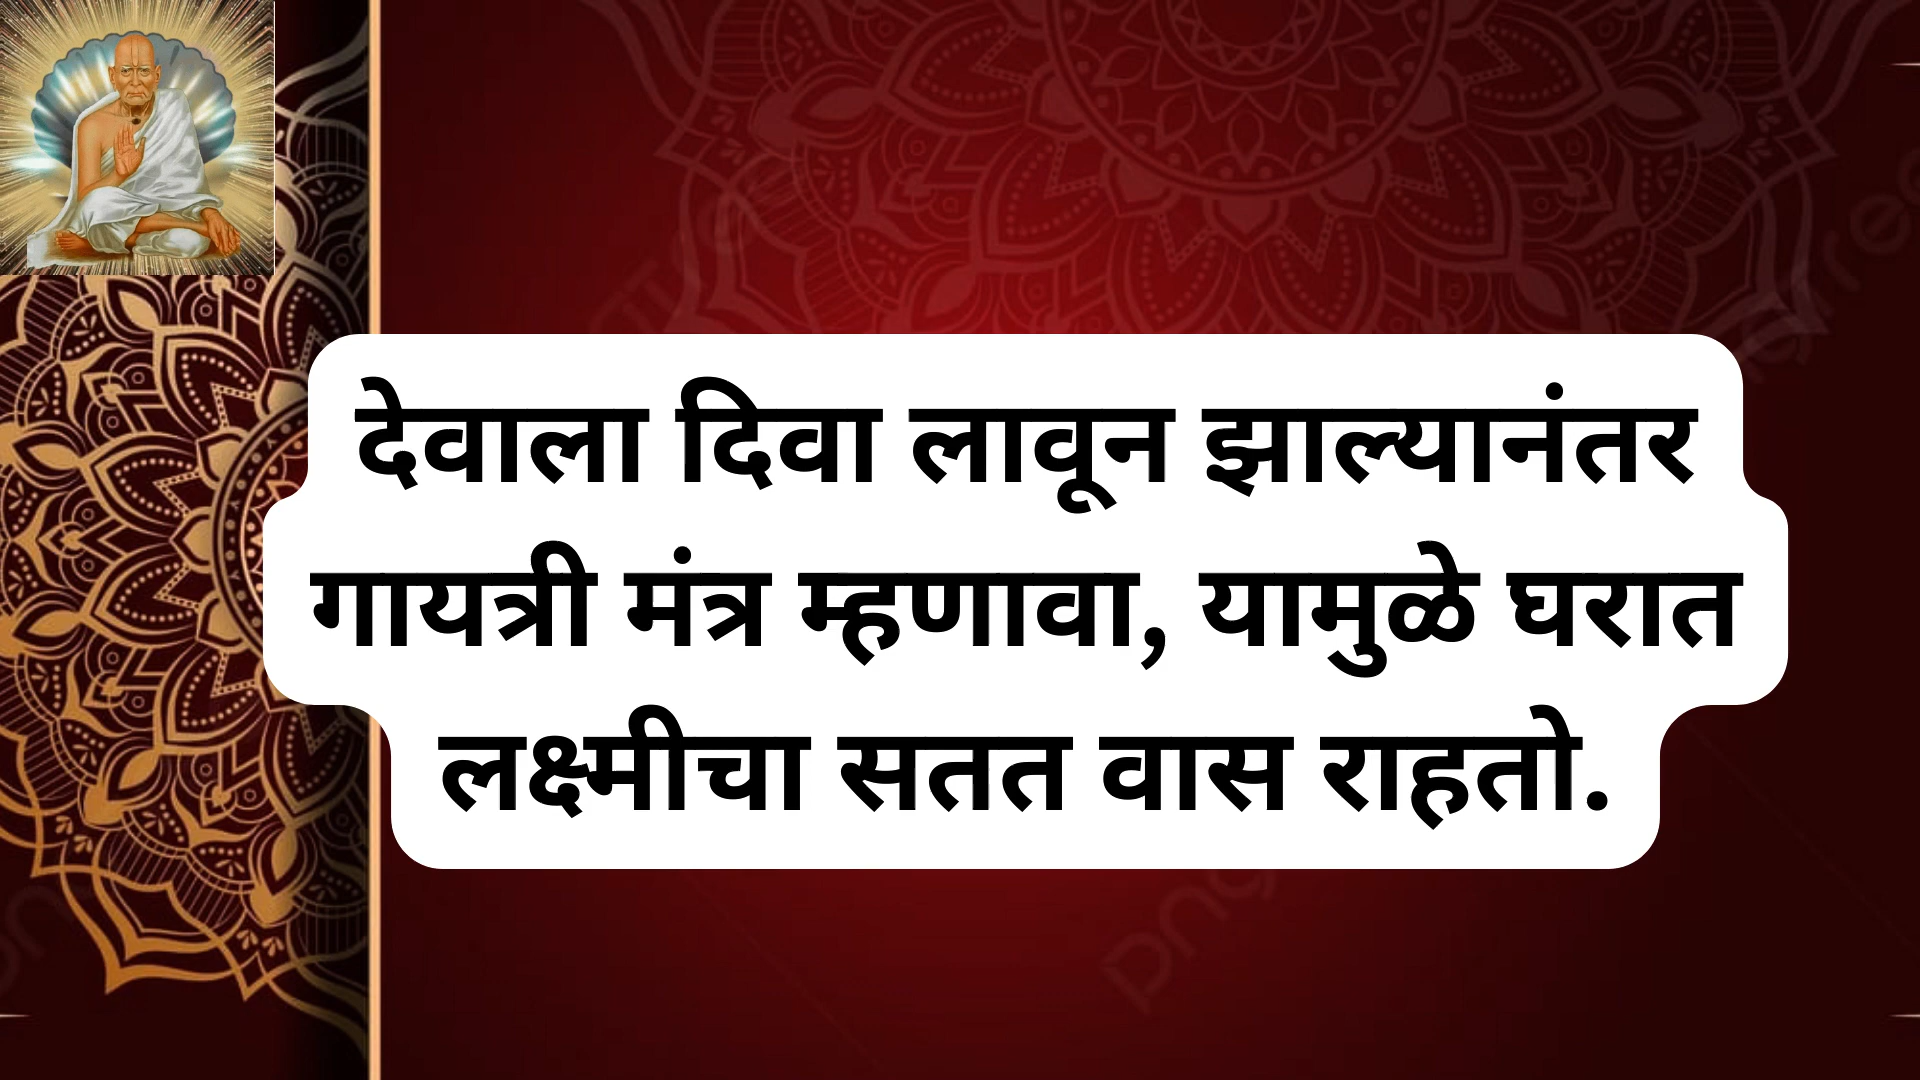 देवाला दिवा लावून झाल्यानंतर
गायत्री मंत्र म्हणावा, यामुळे घरात
लक्ष्मीचा सतत वास राहतो.